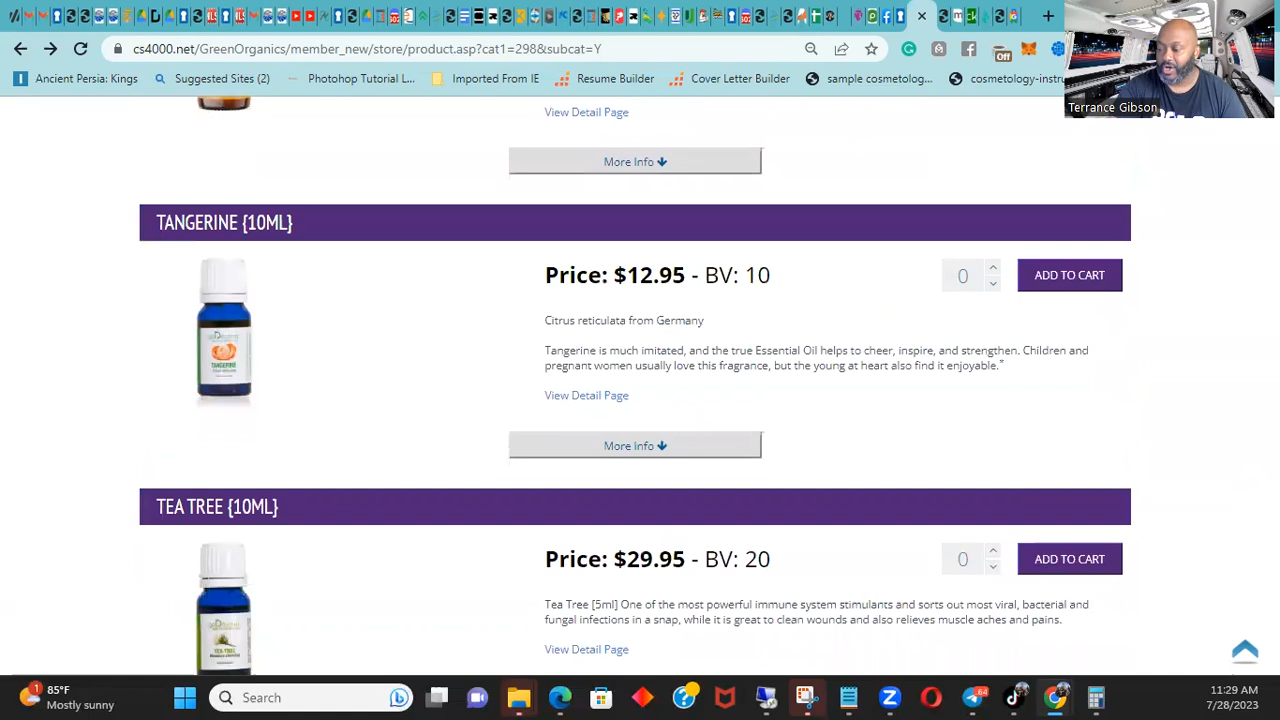 cs4000.net/GreenOrganics/member_new/store/product.asp?cat1=298&subcat=Y
Off
Ancient Persia: Kings
Suggested Sites (2)
Photohop Tutorial L...
Imported From IE
Resume Builder
Cover Letter Builder
sample cosmetolog...
cosmetology-instru
Terrance Gibson
View Detail Page
More Info
TANGERINE {10ML}
Price: $12.95 - BV: 10
0
ADD TO CART
Citrus reticulata from Germany
Tangerine is much imitated, and the true Essential Oil helps to cheer, inspire, and strengthen. Children and
pregnant women usually love this fragrance, but the young at heart also find it enjoyable.*
View Detail Page
TANGERINE
More Info
TEA TREE {10ML}
Price: $29.95 - BV: 20
0
ADD TO CART
Tea Tree [5ml] One of the most powerful immune system stimulants and sorts out most viral, bacterial and
fungal infections in a snap, while it is great to clean wounds and also relieves muscle aches and pains.
View Detail Page
TEA TREE
1
85°F
Mostly sunny
Search
84
11:29 AM
7/28/2023